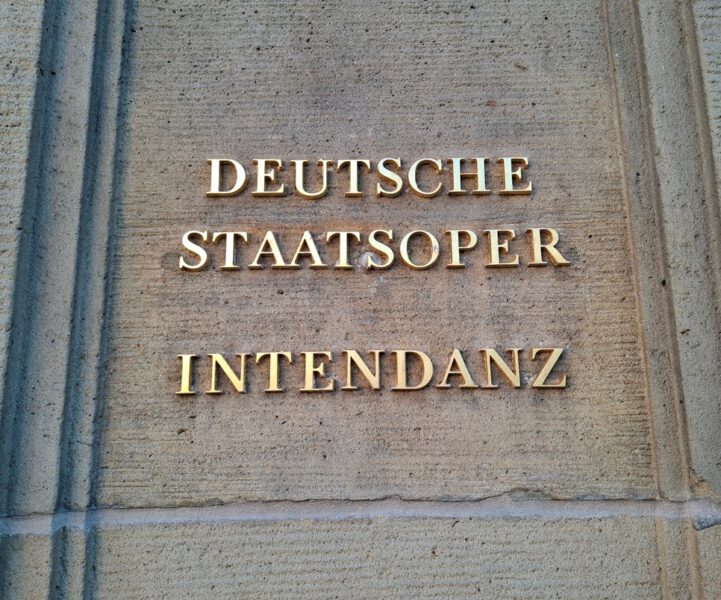 DEUTSCHE
STAATSOPER
INTENDANZ